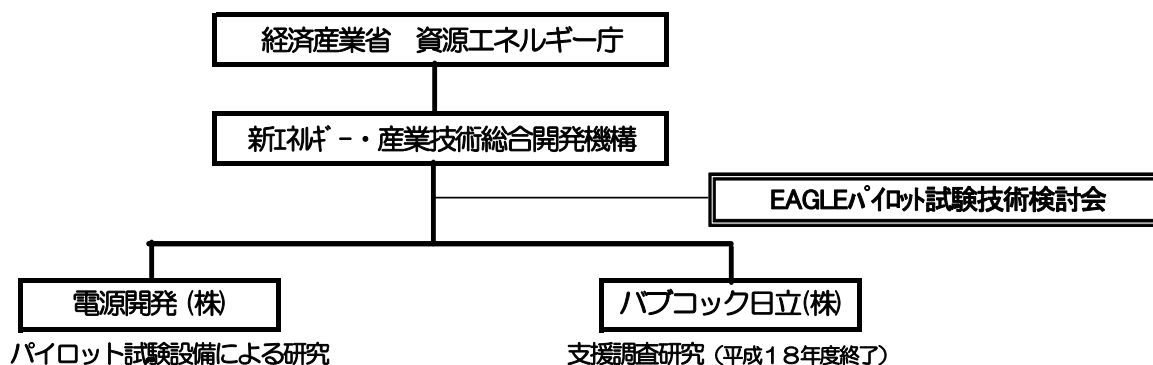 経済産業省　資源エネルギー庁
新ｴﾈﾙｷﾞｰ・産業技術総合開発機構
EAGLEﾊﾟｲﾛｯﾄ試験技術検討会
電源開発（株）
バブコック日立(株)
パイロット試験設備による研究
支援調査研究（平成１８年度終了）